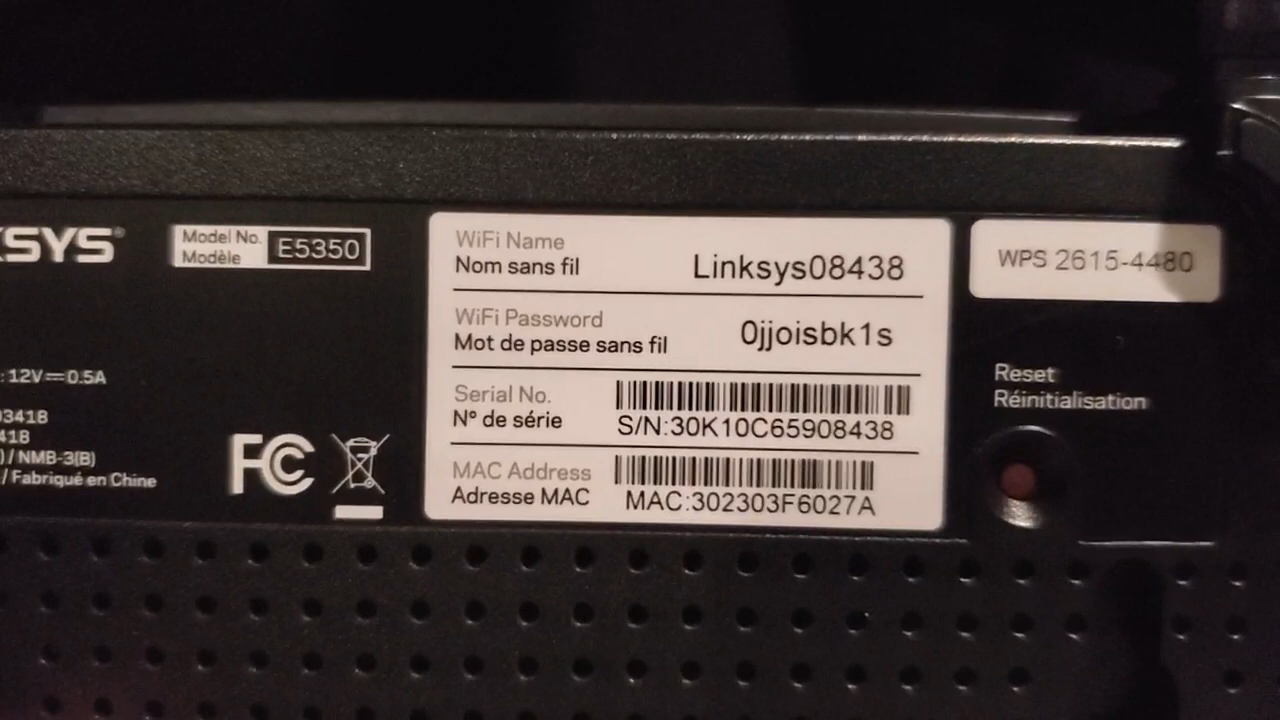 KSYS®
Model No.
Modèle
E5350
WiFi Name
Nom sans fil
Linksys08438
WiFi Password
Mot de passe sans fil
0jjoisbk1s
Serial No.
N° de série
S/N:30K10C65908438
MAC Address
Adresse MAC
MAC:302303F6027A
WPS 2615-4480
Reset
Réinitialisation
: 12V⎓0.5A
03418
418
) / NMB-3(B)
/ Fabriqué en Chine
FC